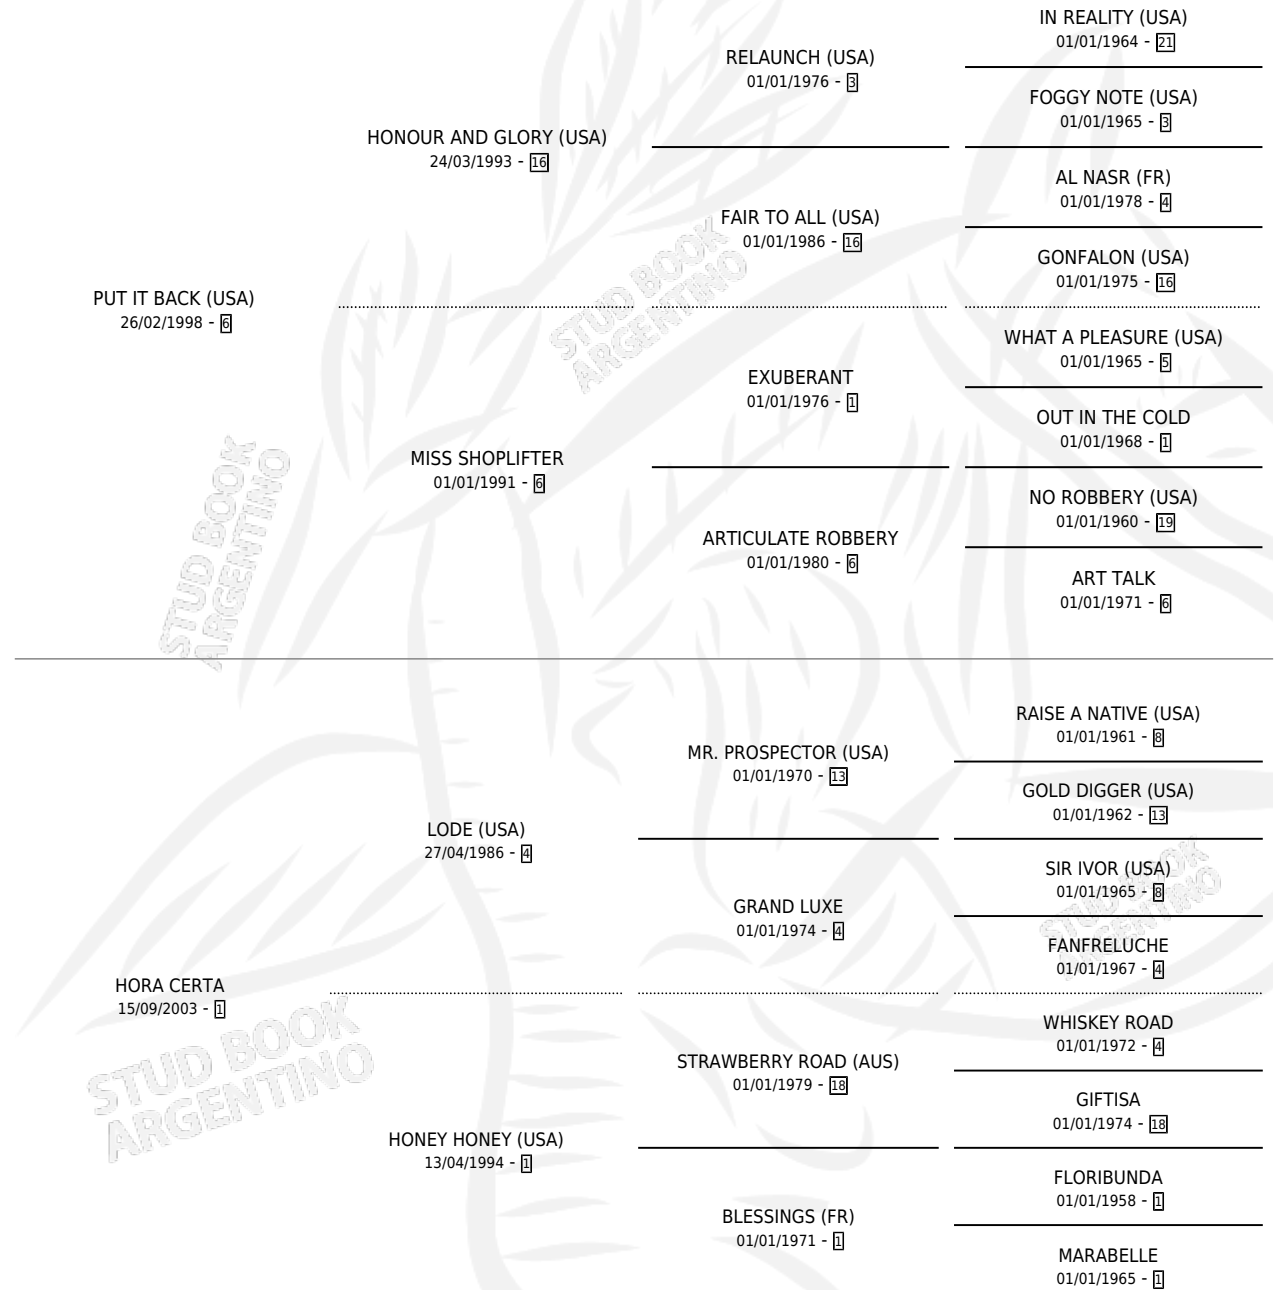 IN REALITY (USA)
01/01/1964 - 21
RELAUNCH (USA)
01/01/1976 - 3
FOGGY NOTE (USA)
01/01/1965 - 3
HONOUR AND GLORY (USA)
24/03/1993 - 16
AL NASR (FR)
01/01/1978 - 4
FAIR TO ALL (USA)
01/01/1986 - 16
GONFALON (USA)
01/01/1975 - 16
PUT IT BACK (USA)
26/02/1998 - 6
STUD BOOK
ARGENTINO
WHAT A PLEASURE (USA)
01/01/1965 - 5
EXUBERANT
01/01/1976 - 1
OUT IN THE COLD
01/01/1968 - 1
MISS SHOPLIFTER
01/01/1991 - 6
NO ROBBERY (USA)
01/01/1960 - 19
ARTICULATE ROBBERY
01/01/1980 - 6
ART TALK
01/01/1971 - 6
STUD BOOK
ARGENTINO
RAISE A NATIVE (USA)
01/01/1961 - 8
MR. PROSPECTOR (USA)
01/01/1970 - 13
GOLD DIGGER (USA)
01/01/1962 - 13
LODE (USA)
27/04/1986 - 4
SIR IVOR (USA)
01/01/1965 - 8
GRAND LUXE
01/01/1974 - 4
STUD BOOK
ARGENTINO
FANFRELUCHE
01/01/1967 - 4
HORA CERTA
15/09/2003 - 1
STUD BOOK
ARGENTINO
WHISKEY ROAD
01/01/1972 - 4
STRAWBERRY ROAD (AUS)
01/01/1979 - 18
GIFTISA
01/01/1974 - 18
HONEY HONEY (USA)
13/04/1994 - 1
FLORIBUNDA
01/01/1958 - 1
BLESSINGS (FR)
01/01/1971 - 1
MARABELLE
01/01/1965 - 1